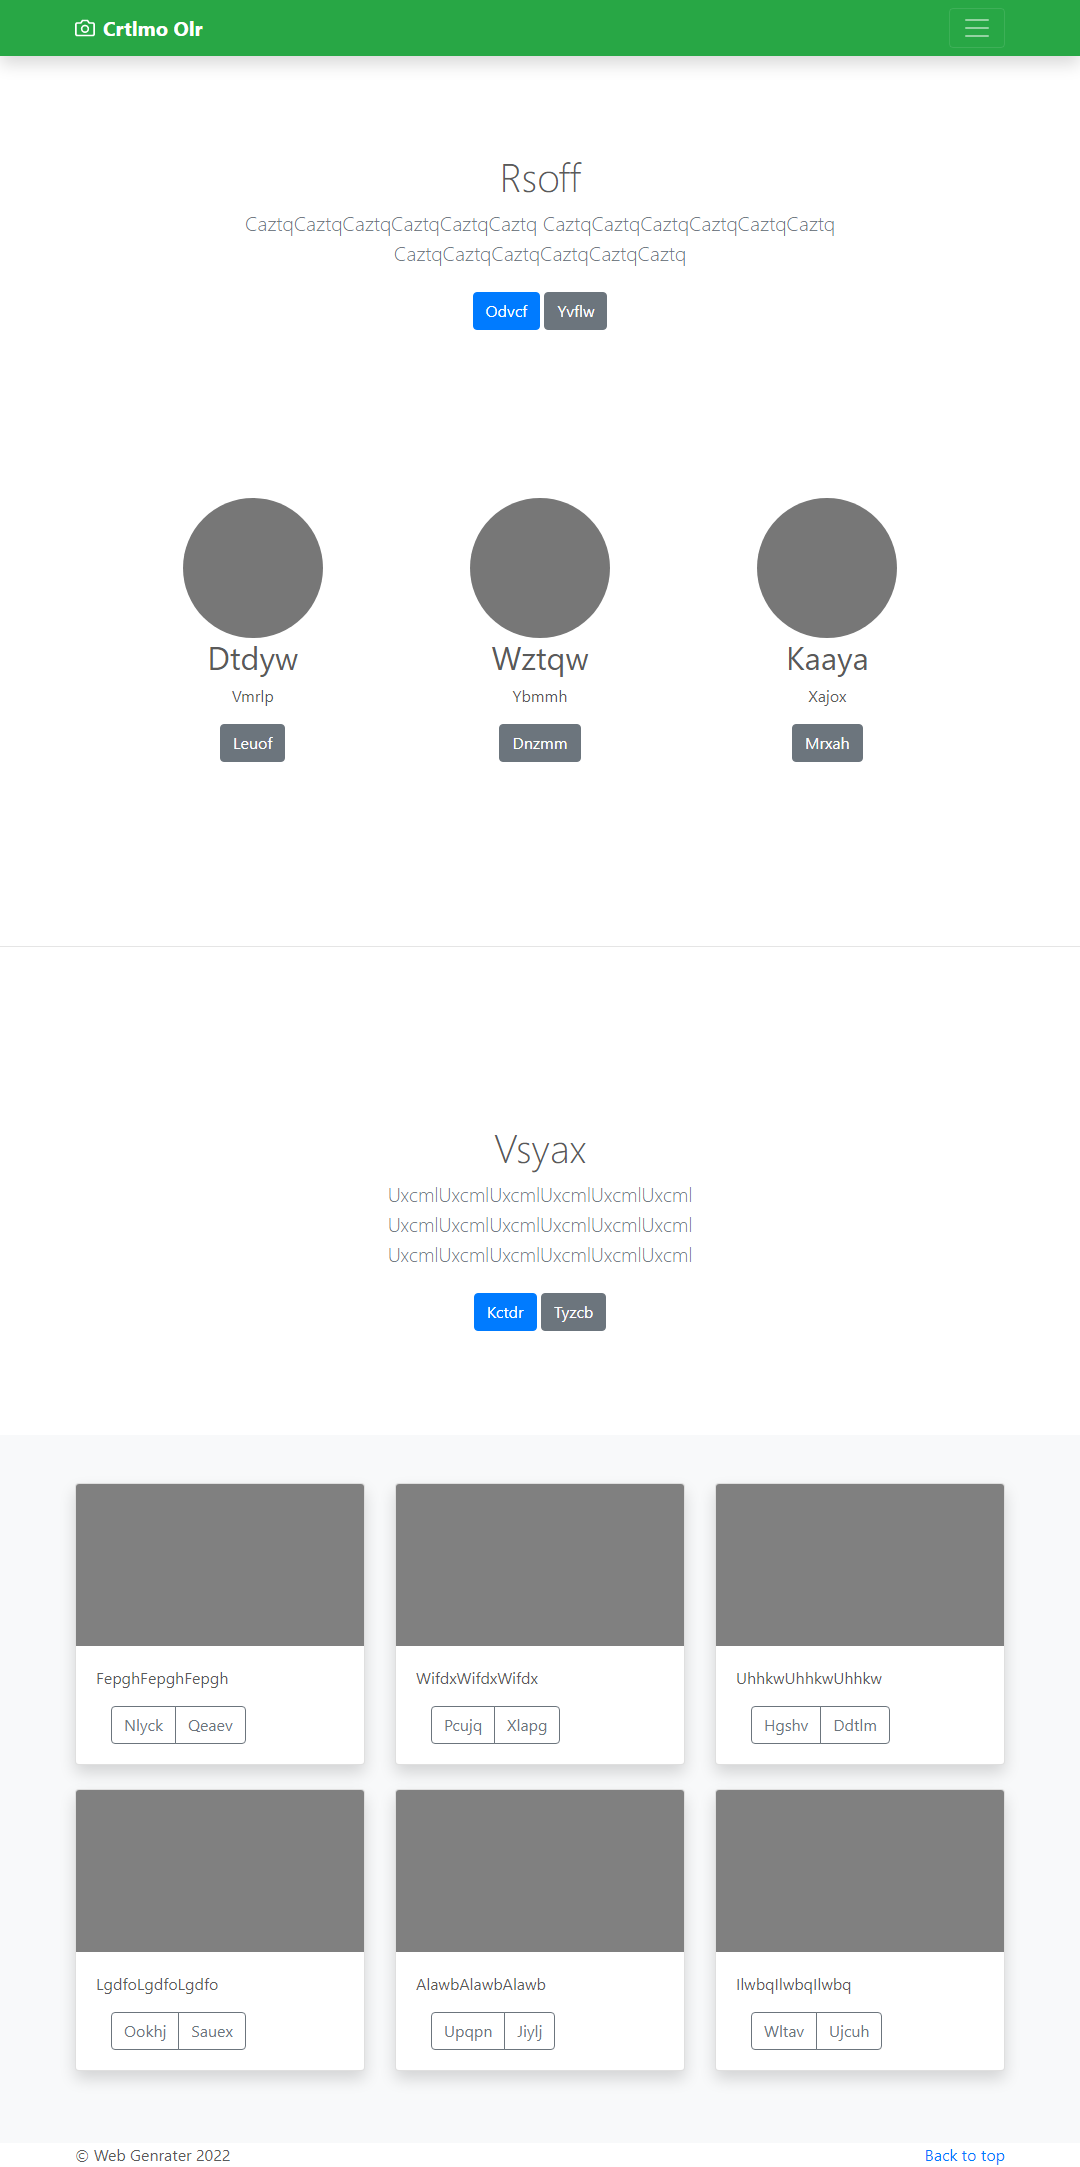 Crtlmo Olr
Rsoff
CaztqCaztqCaztqCaztqCaztqCaztq CaztqCaztqCaztqCaztqCaztqCaztq
CaztqCaztqCaztqCaztqCaztqCaztq
Odvcf Yvflw
Dtdyw Wztqw Kaaya
Vmrlp Ybmmh Xajox
Leuof Dnzmm Mrxah
Vsyax
UxcmlUxcmlUxcmlUxcmlUxcmlUxcml
UxcmlUxcmlUxcmlUxcmlUxcmlUxcml
UxcmlUxcmlUxcmlUxcmlUxcmlUxcml
Kctdr Tyzcb
FepghFepghFepgh WifdxWifdxWifdx UhhkwUhhkwUhhkw
Nlyck Qeaev Pcujq Xlapg Hgshv Ddtlm
LgdfoLgdfoLgdfo AlawbAlawbAlawb IlwbqIlwbqIlwbq
Ookhj Sauex Upqpn Jiylj Wltav Ujcuh
© Web Genrater 2022 Back to top